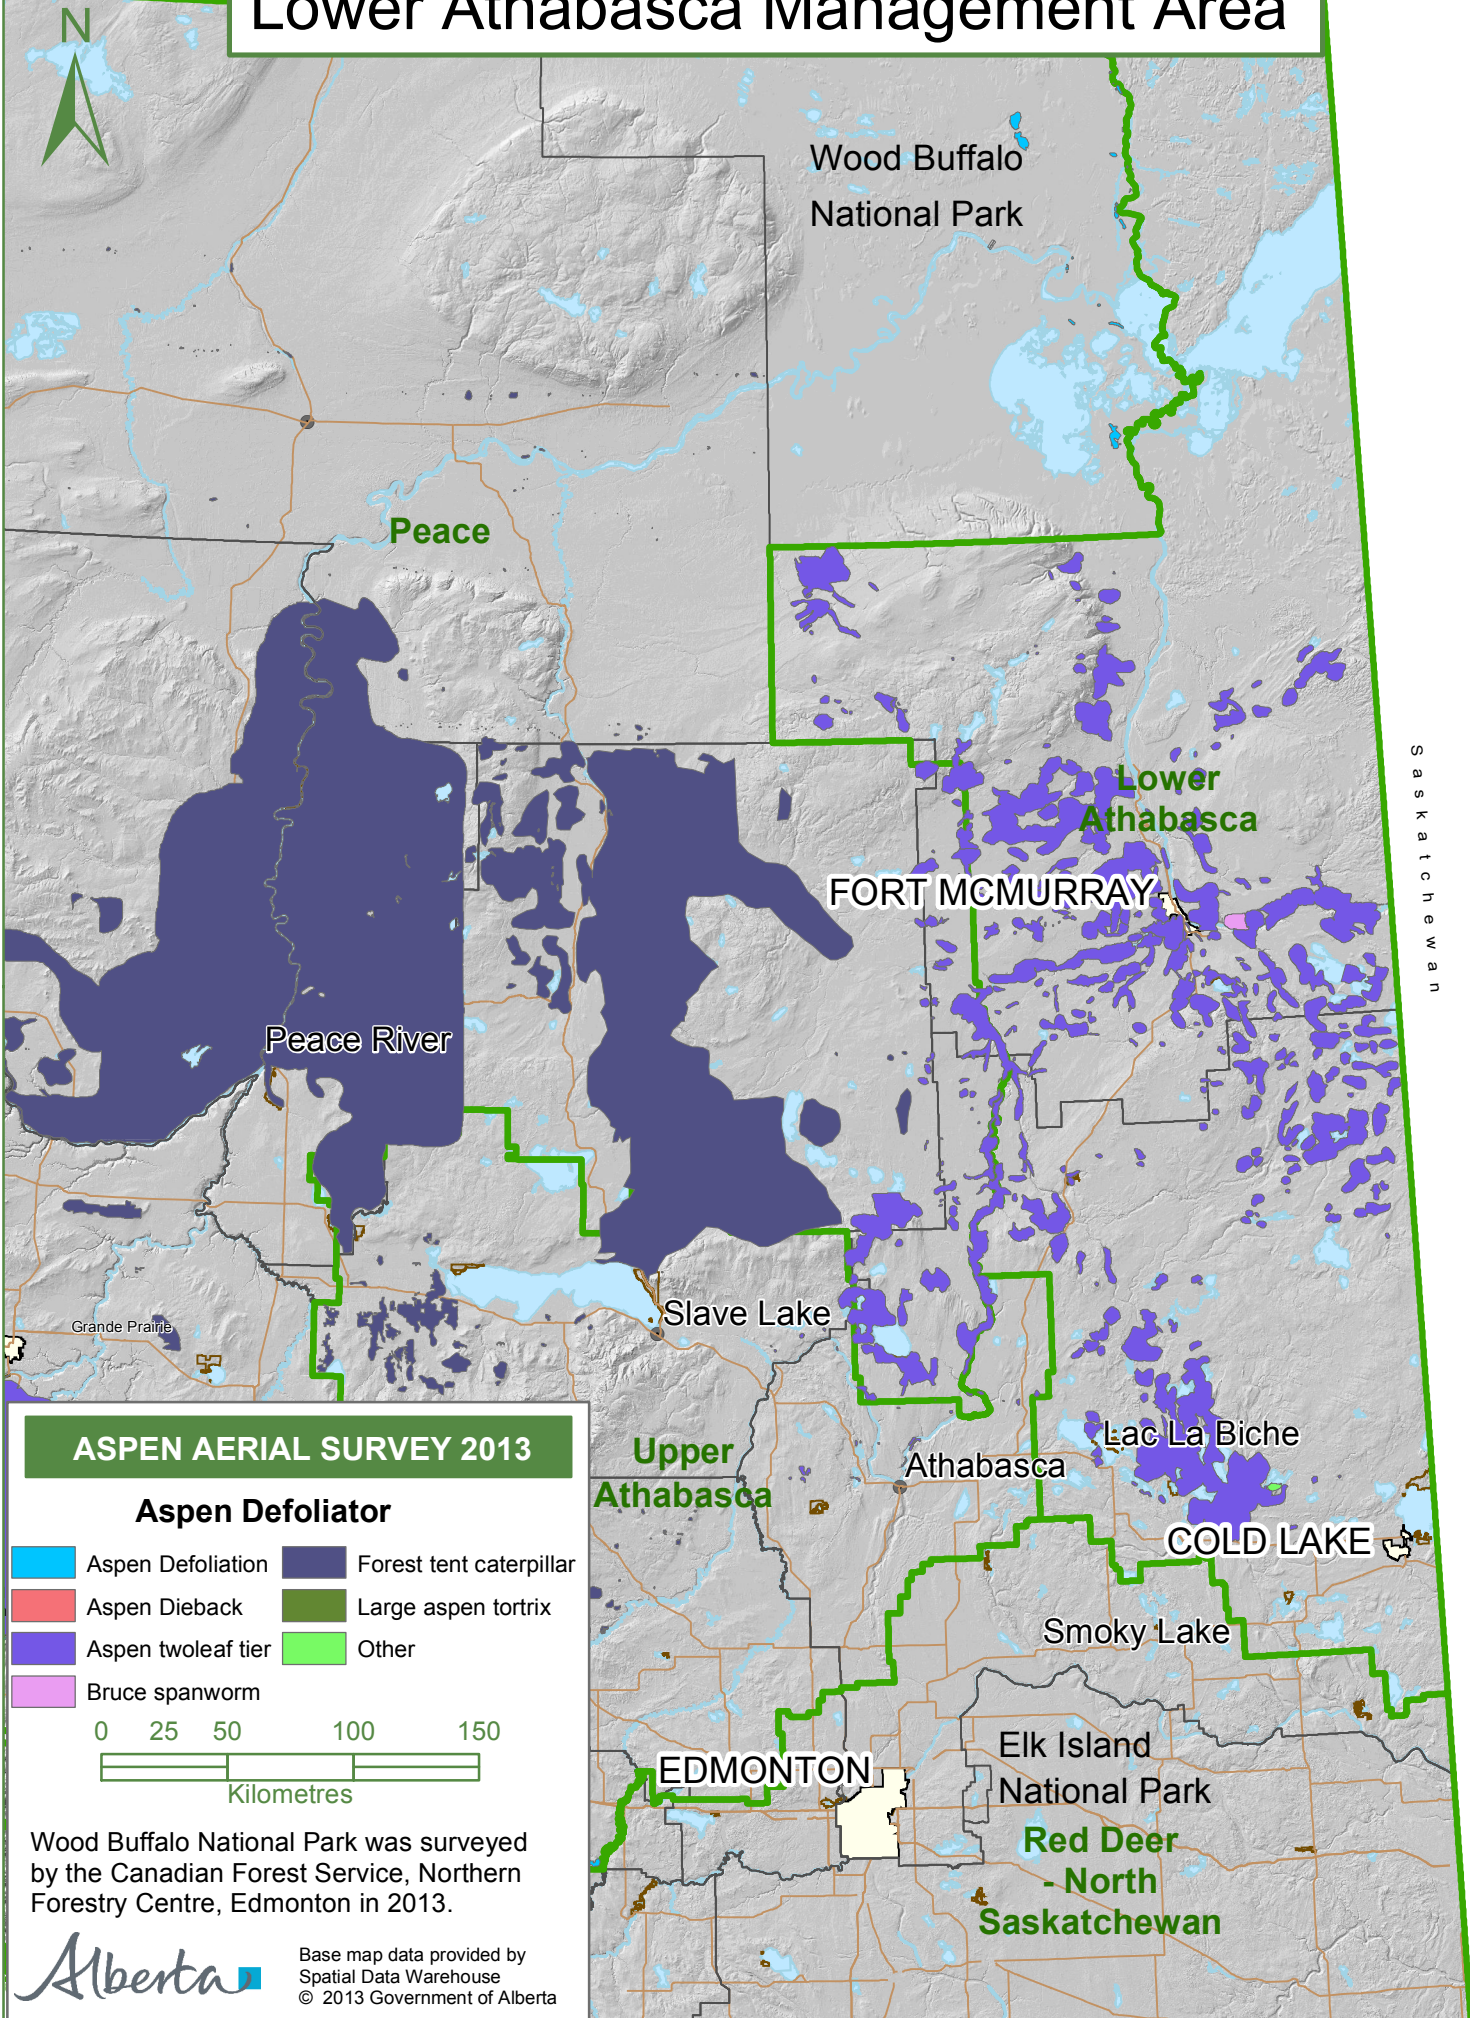 Lower Athabasca Management Area
N
Wood Buffalo
National Park
Peace
Lower
Athabasca
FORT MCMURRAY
Saskatchewan
Peace River
Slave Lake
Grande Prairie
Upper
Athabasca
Athabasca
Lac La Biche
COLD LAKE
Smoky Lake
EDMONTON
Elk Island
National Park
Red Deer
- North
Saskatchewan
ASPEN AERIAL SURVEY 2013
Aspen Defoliator
Aspen Defoliation
Forest tent caterpillar
Aspen Dieback
Large aspen tortrix
Aspen twoleaf tier
Other
Bruce spanworm
0 25 50 100 150
Kilometres
Wood Buffalo National Park was surveyed
by the Canadian Forest Service, Northern
Forestry Centre, Edmonton in 2013.
Alberta
Base map data provided by
Spatial Data Warehouse
© 2013 Government of Alberta